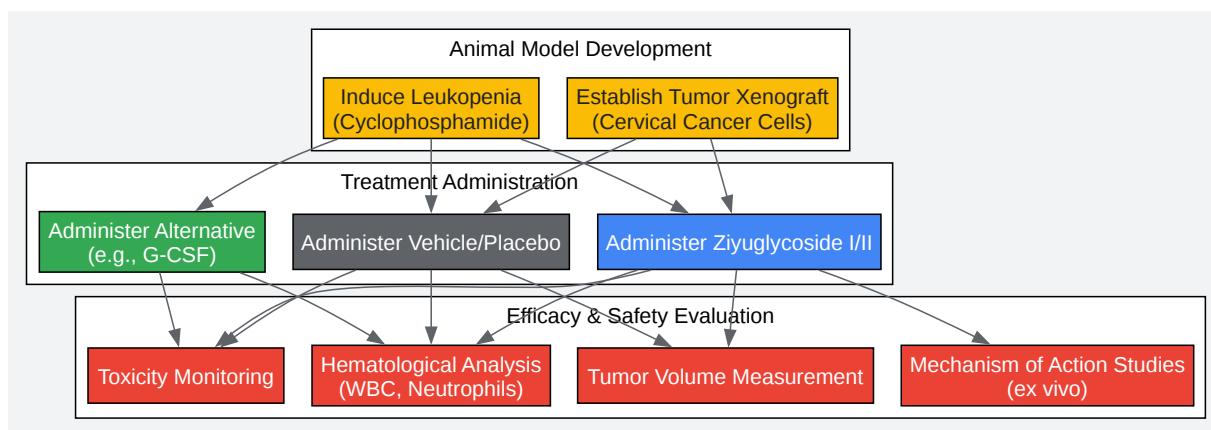 Animal Model Development
Induce Leukopenia
(Cyclophosphamide)
Establish Tumor Xenograft
(Cervical Cancer Cells)
Treatment Administration
Administer Alternative
(e.g., G-CSF)
Administer Vehicle/Placebo
Administer Ziyuglycoside I/II
Efficacy & Safety Evaluation
Toxicity Monitoring
Hematological Analysis
(WBC, Neutrophils)
Tumor Volume Measurement
Mechanism of Action Studies
(ex vivo)